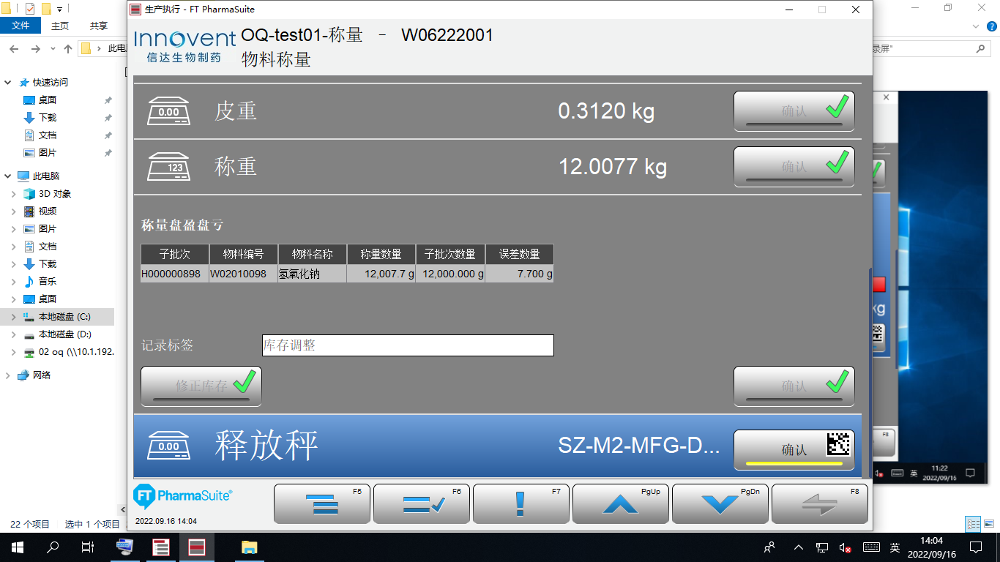 生产执行 - FT PharmaSuite
文件
主页
共享
此电
录屏"
快速访问
桌面
下载
文档
图片
此电脑
3D 对象
视频
图片
文档
下载
音乐
桌面
本地磁盘 (C:)
本地磁盘 (D:)
02 oq (\\10.1.192.
网络
22 个项目
选中 1 个项目
Innovent
信达生物制药
OQ-test01-称量 － W06222001
物料称量
0.00
皮重
0.3120 kg
确认
123
称重
12.0077 kg
确认
称量盘盈盘亏
子批次 物料编号 物料名称 称量数量 子批次数量 误差数量
H000000898 W02010098 氢氧化钠 12,007.7 g 12,000.000 g 7.700 g
记录标签
库存调整
修正库存
确认
0.00
释放秤
SZ-M2-MFG-D...
确认
FT PharmaSuite®
2022.09.16 14:04
F5
F6
F7
PgUp
PgDn
F8
kg
F8
英
11:22
2022/09/16
英
14:04
2022/09/16